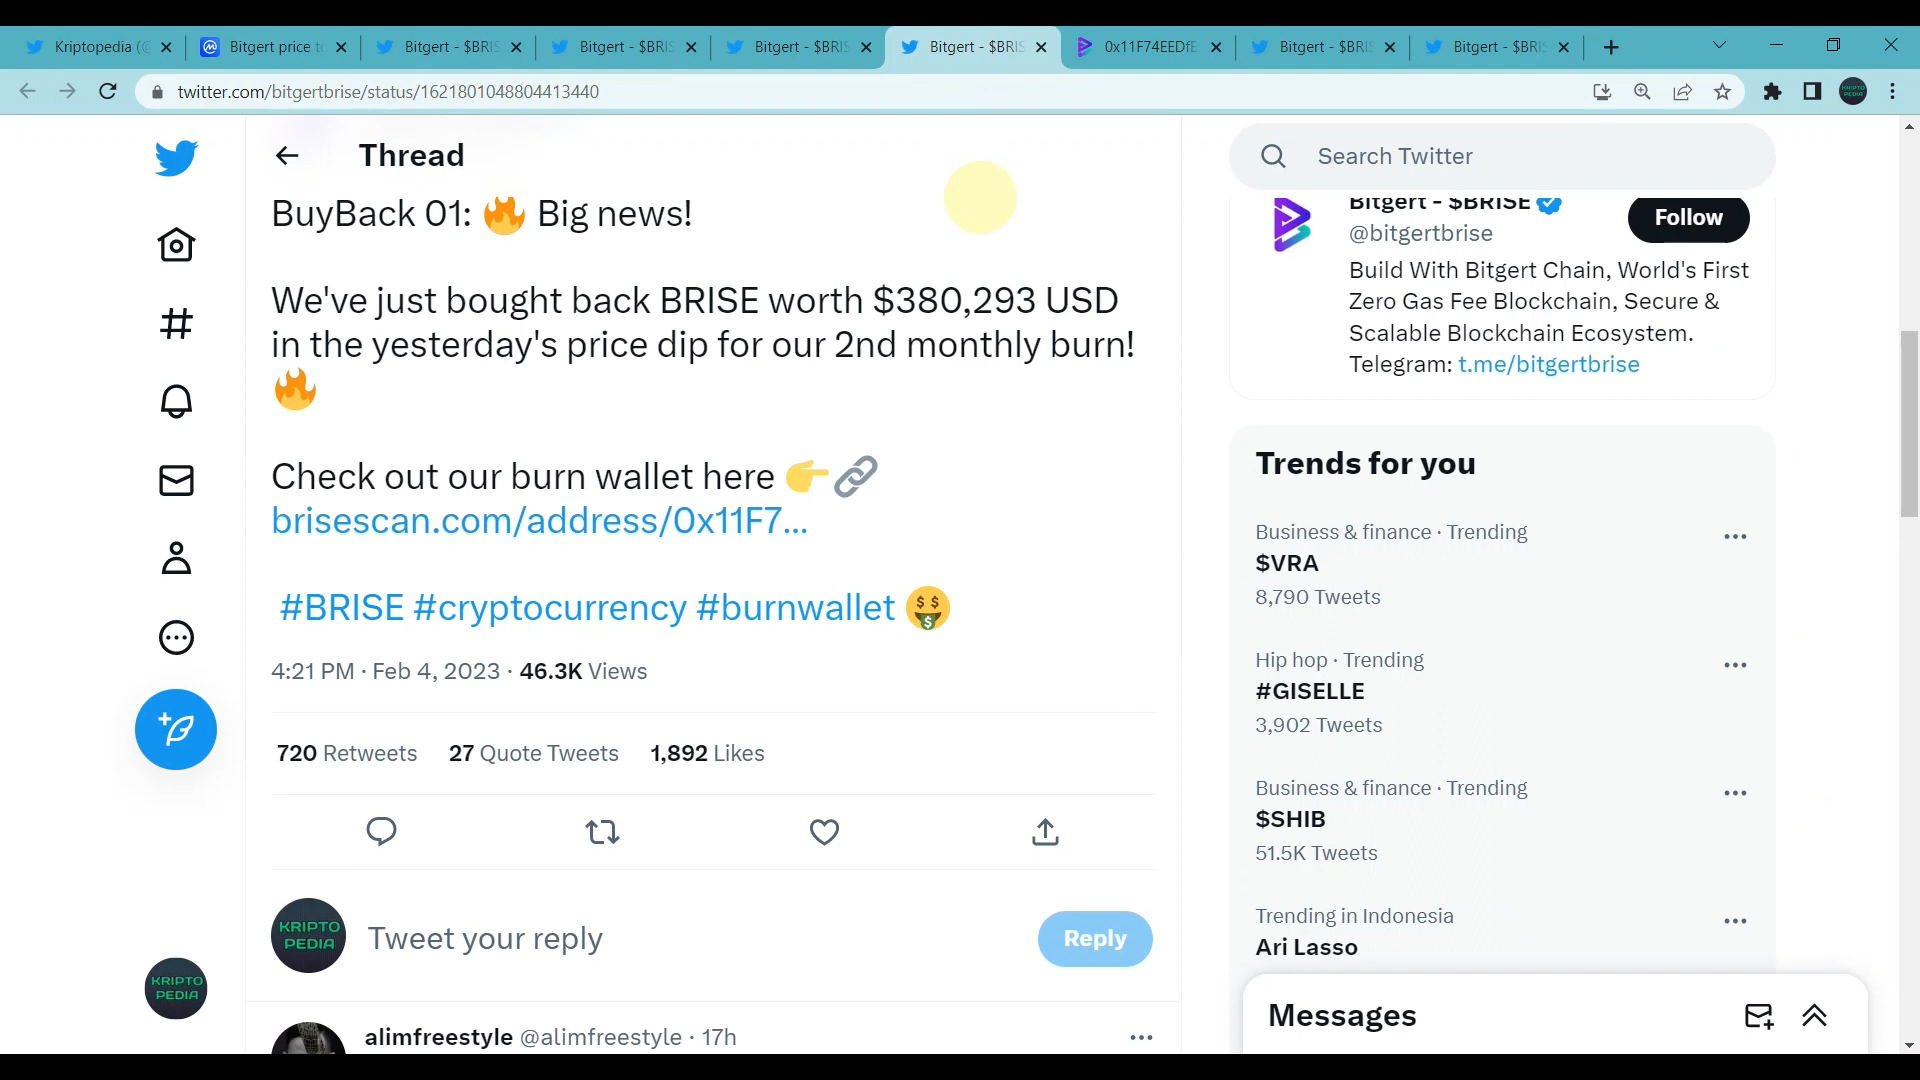 Kriptopedia (@
Bitgert price to
Bitgert - $BRIS
Bitgert - $BRIS
Bitgert - $BRIS
Bitgert - $BRIS
0x11F74EEDfE
Bitgert - $BRIS
Bitgert - $BRIS
twitter.com/bitgertbrise/status/1621801048804413440
Thread
BuyBack 01: 🔥 Big news!
We've just bought back BRISE worth $380,293 USD
in the yesterday's price dip for our 2nd monthly burn!
🔥
Check out our burn wallet here 👉🔗
brisescan.com/address/0x11F7...
#BRISE #cryptocurrency #burnwallet 🤑
4:21 PM · Feb 4, 2023 · 46.3K Views
720 Retweets 27 Quote Tweets 1,892 Likes
KRIPTO
PEDIA
Tweet your reply
Reply
alimfreestyle @alimfreestyle · 17h
KRIPTO
PEDIA
Search Twitter
Bitgert - $BRISE
@bitgertbrise
Follow
Build With Bitgert Chain, World's First
Zero Gas Fee Blockchain, Secure &
Scalable Blockchain Ecosystem.
Telegram: t.me/bitgertbrise
Trends for you
Business & finance · Trending
$VRA
8,790 Tweets
Hip hop · Trending
#GISELLE
3,902 Tweets
Business & finance · Trending
$SHIB
51.5K Tweets
Trending in Indonesia
Ari Lasso
Messages